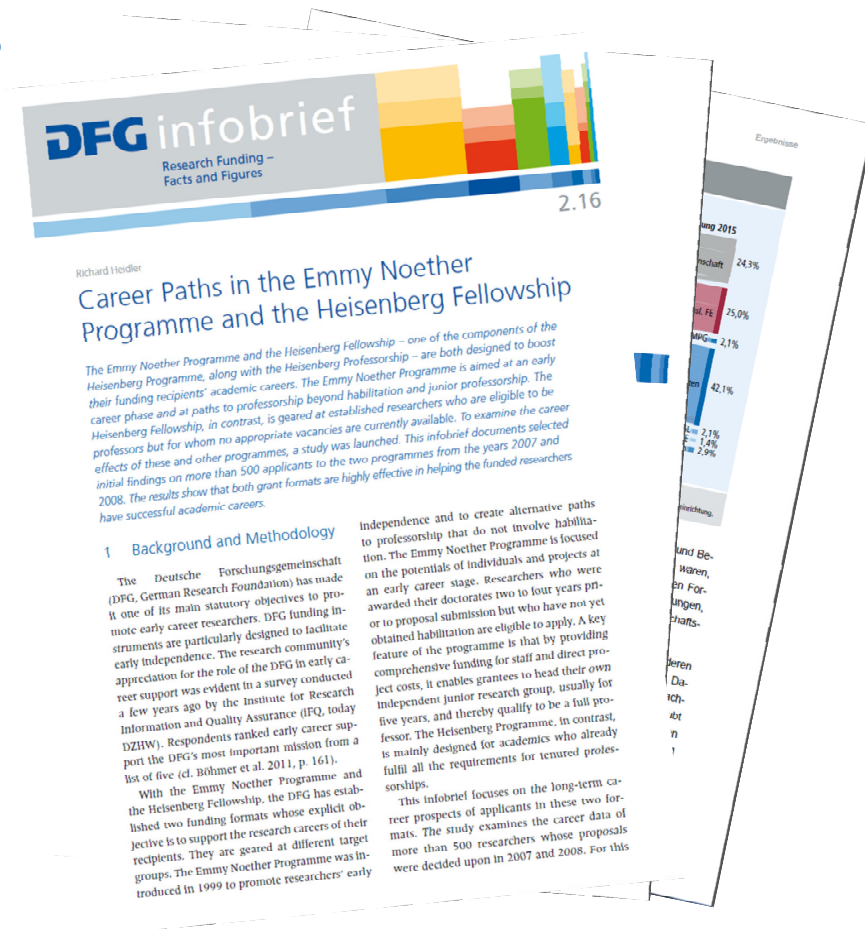 DFG infobrief
Research Funding –
Facts and Figures
2.16
Richard Heidler
Career Paths in the Emmy Noether
Programme and the Heisenberg Fellowship
The Emmy Noether Programme and the Heisenberg Fellowship – one of the components of the
Heisenberg Programme, along with the Heisenberg Professorship – are both designed to boost
their funding recipients' academic careers. The Emmy Noether Programme is aimed at an early
career phase and at paths to professorship beyond habilitation and junior professorship. The
Heisenberg Fellowship, in contrast, is geared at established researchers who are eligible to be
professors but for whom no appropriate vacancies are currently available. To examine the career
effects of these and other programmes, a study was launched. This infobrief documents selected
initial findings on more than 500 applicants to the two programmes from the years 2007 and
2008. The results show that both grant formats are highly effective in helping the funded researchers
have successful academic careers.
1 Background and Methodology
The Deutsche Forschungsgemeinschaft
(DFG, German Research Foundation) has made
it one of its main statutory objectives to pro-
mote early career researchers. DFG funding in-
struments are particularly designed to facilitate
early independence. The research community's
appreciation for the role of the DFG in early ca-
reer support was evident in a survey conducted
a few years ago by the Institute for Research
Information and Quality Assurance (iFQ, today
DZHW). Respondents ranked early career sup-
port the DFG's most important mission from a
list of five (cf. Böhmer et al. 2011, p. 161).
With the Emmy Noether Programme and
the Heisenberg Fellowship, the DFG has estab-
lished two funding formats whose explicit ob-
jective is to support the research careers of their
recipients. They are geared at different target
groups. The Emmy Noether Programme was in-
troduced in 1999 to promote researchers' early
independence and to create alternative paths
to professorship that do not involve habilita-
tion. The Emmy Noether Programme is focused
on the potentials of individuals and projects at
an early career stage. Researchers who were
awarded their doctorates two to four years pri-
or to proposal submission but who have not yet
obtained habilitation are eligible to apply. A key
feature of the programme is that by providing
comprehensive funding for staff and direct pro-
ject costs, it enables grantees to head their own
independent junior research group, usually for
five years, and thereby qualify to be a full pro-
fessor. The Heisenberg Programme, in contrast,
is mainly designed for academics who already
fulfil all the requirements for tenured profes-
sorships.
This infobrief focuses on the long-term ca-
reer prospects of applicants in these two for-
mats. The study examines the career data of
more than 500 researchers whose proposals
were decided upon in 2007 and 2008. For this
Ergebnisse
ung 2015
nschaft 24,3%
sl. FE 25,0%
MPG 2,1%
ten 42,1%
2,1%
1,4%
2,9%
einrichtung.
und Be-
waren,
en For-
ungen,
chafts-
deren
Da-
ach-
ubt